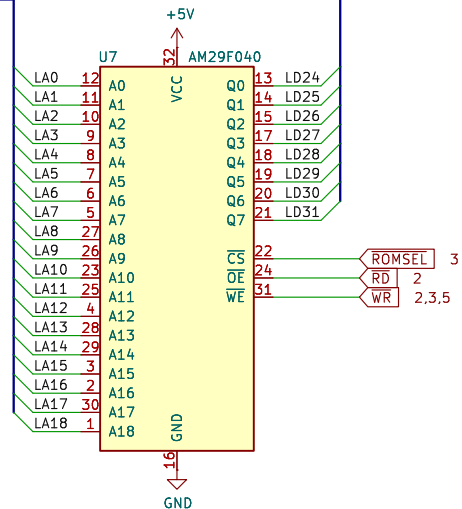 +5V
U7 32 AM29F040
VCC
LA0 12 A0 Q0 13 LD24
LA1 11 A1 Q1 14 LD25
LA2 10 A2 Q2 15 LD26
LA3 9 A3 Q3 17 LD27
LA4 8 A4 Q4 18 LD28
LA5 7 A5 Q5 19 LD29
LA6 6 A6 Q6 20 LD30
LA7 5 A7 Q7 21 LD31
LA8 27 A8
LA9 26 A9 CS 22 ROMSEL 3
LA10 23 A10 OE 24 RD 2
LA11 25 A11 WE 31 WR 2,3,5
LA12 4 A12
LA13 28 A13
LA14 29 A14
LA15 3 A15
LA16 2 A16
LA17 30 A17
LA18 1 A18
GND
16
GND